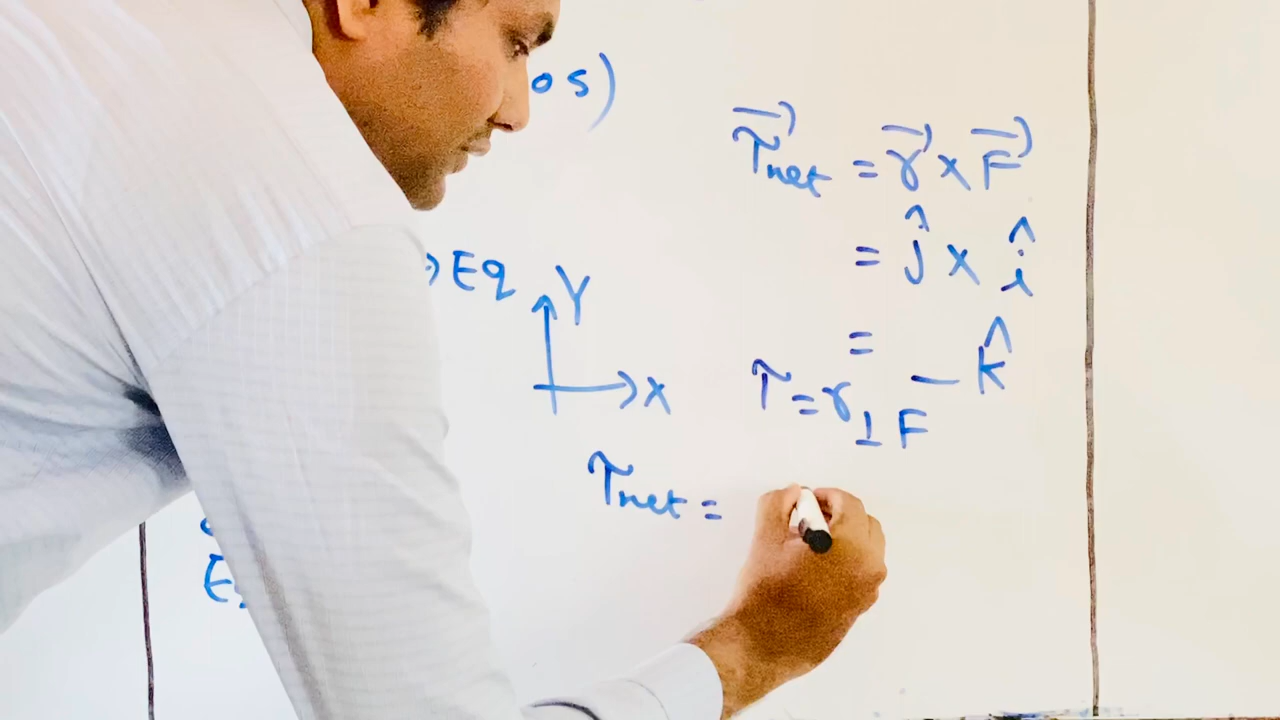 os)
τ⃗net = r⃗ × F⃗
= ĵ × î
Eq
Y
X
= - k̂
τ = r⊥ F
τnet =